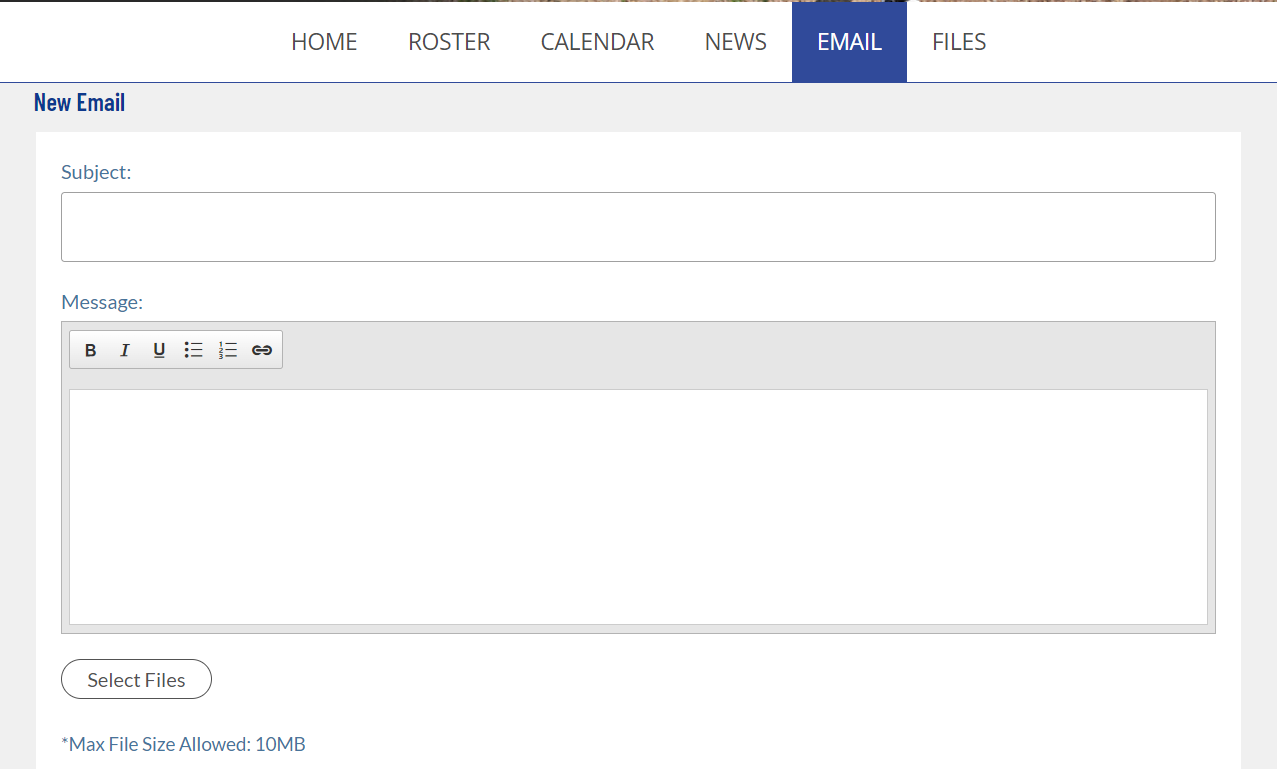 HOME ROSTER CALENDAR NEWS EMAIL FILES
New Email
Subject:
Message:
B I U
Select Files
*Max File Size Allowed: 10MB